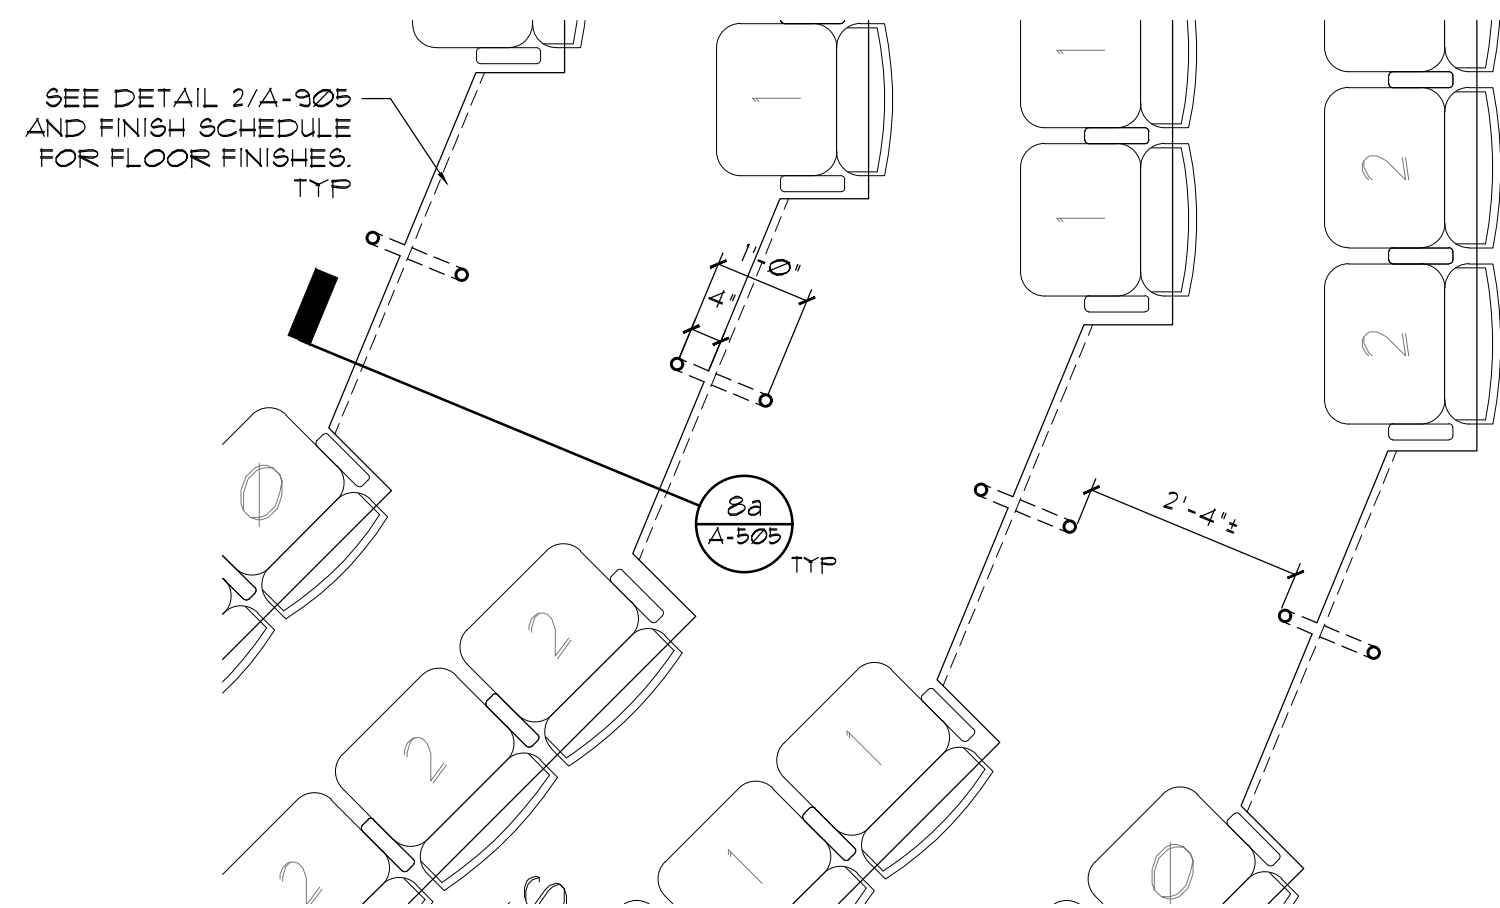 SEE DETAIL 2/A-905
AND FINISH SCHEDULE
FOR FLOOR FINISHES.
TYP
1
1
1
2
2
1'-0"
4"
8a
A-505
TYP
2'-4"±
0
2
2
2
1
1
0